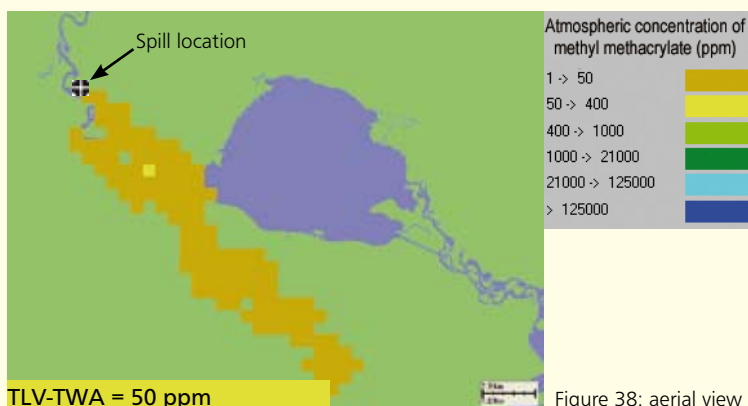 Spill location
Atmospheric concentration of
methyl methacrylate (ppm)
1 -> 50
50 -> 400
400 -> 1000
1000 -> 21000
21000 -> 125000
> 125000
TLV-TWA = 50 ppm
Figure 38: aerial view